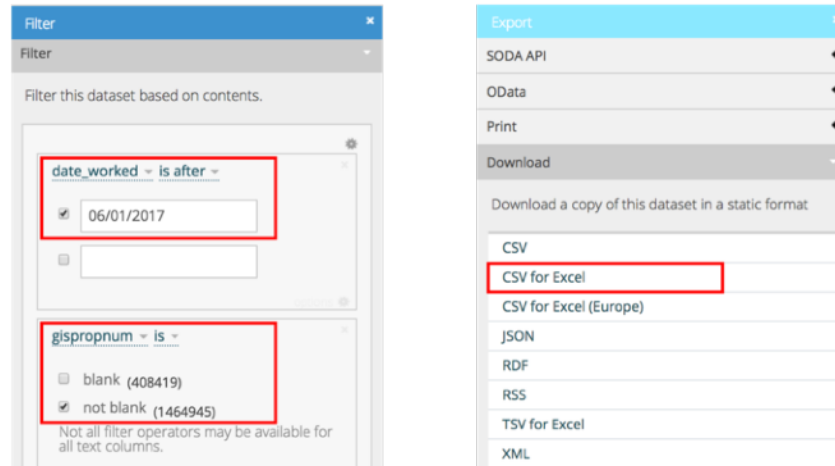 Filter
Filter
Filter this dataset based on contents.
date_worked is after
06/01/2017
gispropnum is
blank (408419)
not blank (1464945)
Not all filter operators may be available for
all text columns.
Export
SODA API
OData
Print
Download
Download a copy of this dataset in a static format
CSV
CSV for Excel
CSV for Excel (Europe)
JSON
RDF
RSS
TSV for Excel
XML